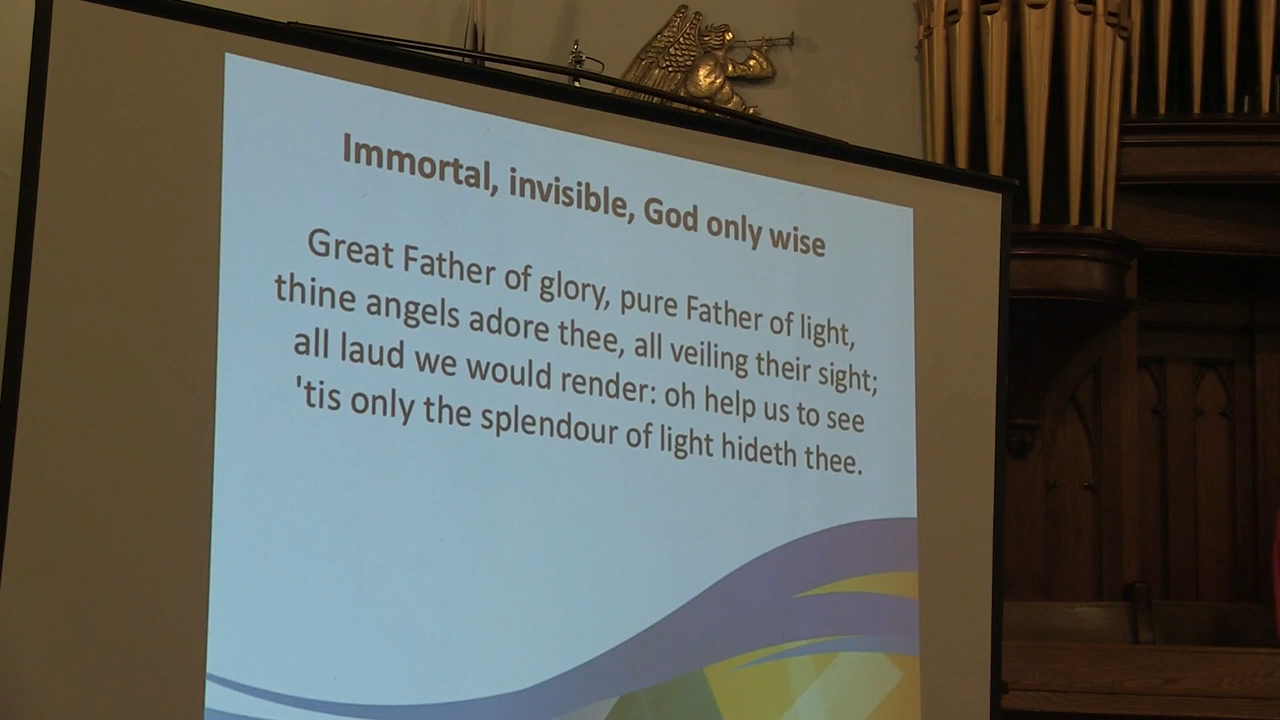 Immortal, invisible, God only wise
Great Father of glory, pure Father of light,
thine angels adore thee, all veiling their sight;
all laud we would render: oh help us to see
'tis only the splendour of light hideth thee.